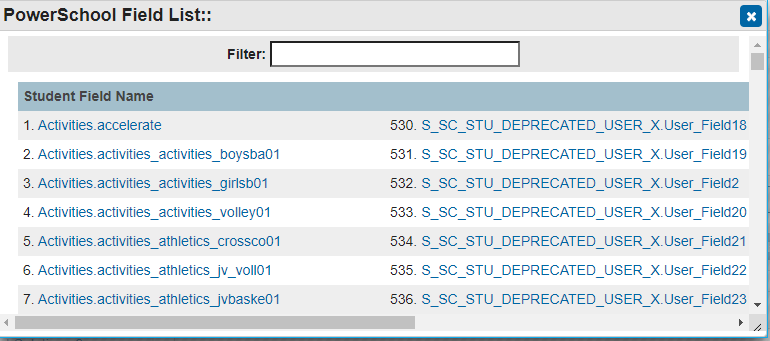 PowerSchool Field List::
Filter:
Student Field Name
1. Activities.accelerate 530. S_SC_STU_DEPRECATED_USER_X.User_Field18
2. Activities.activities_activities_boysba01 531. S_SC_STU_DEPRECATED_USER_X.User_Field19
3. Activities.activities_activities_girlsb01 532. S_SC_STU_DEPRECATED_USER_X.User_Field2
4. Activities.activities_activities_volley01 533. S_SC_STU_DEPRECATED_USER_X.User_Field20
5. Activities.activities_athletics_crossco01 534. S_SC_STU_DEPRECATED_USER_X.User_Field21
6. Activities.activities_athletics_jv_voll01 535. S_SC_STU_DEPRECATED_USER_X.User_Field22
7. Activities.activities_athletics_jvbaske01 536. S_SC_STU_DEPRECATED_USER_X.User_Field23